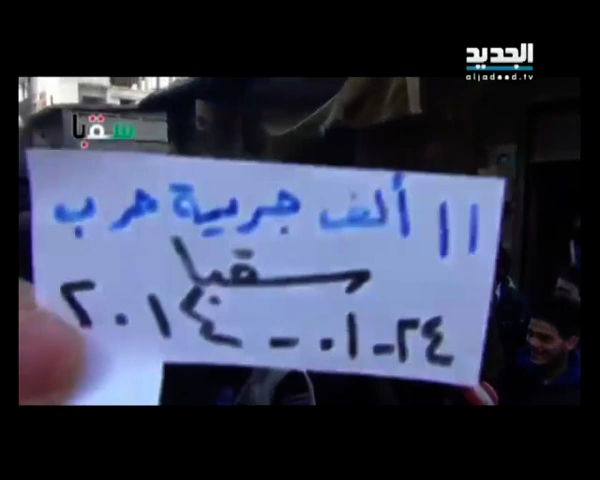 الجديد
aljadeed.tv
سقبا
١١ ألف جريمة حرب
سقبا
٢٤-٠١-٢٠١٤